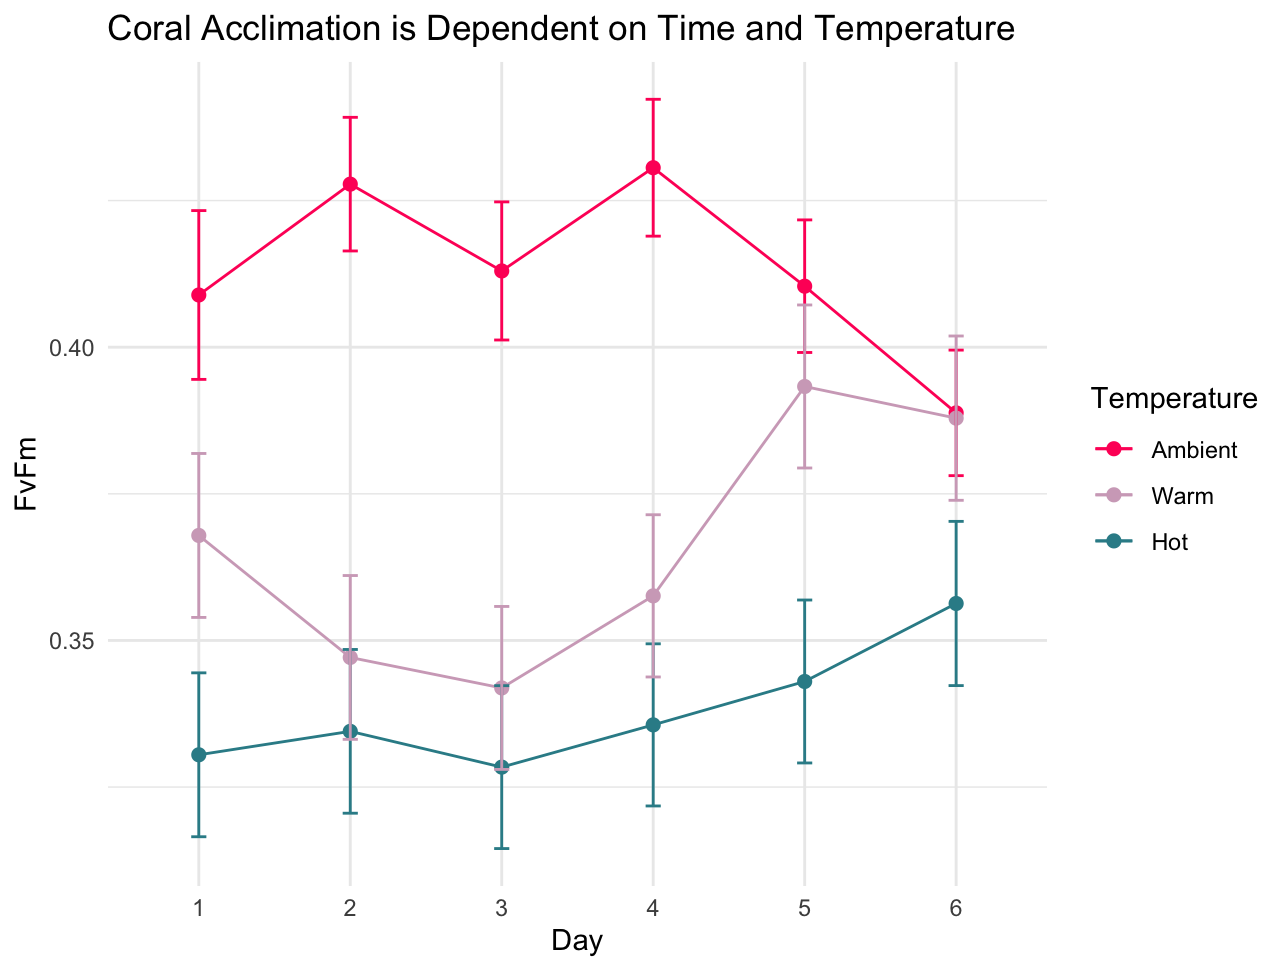 Coral Acclimation is Dependent on Time and Temperature
0.40
0.35
FvFm
1 2 3 4 5 6
Day
Temperature
Ambient
Warm
Hot